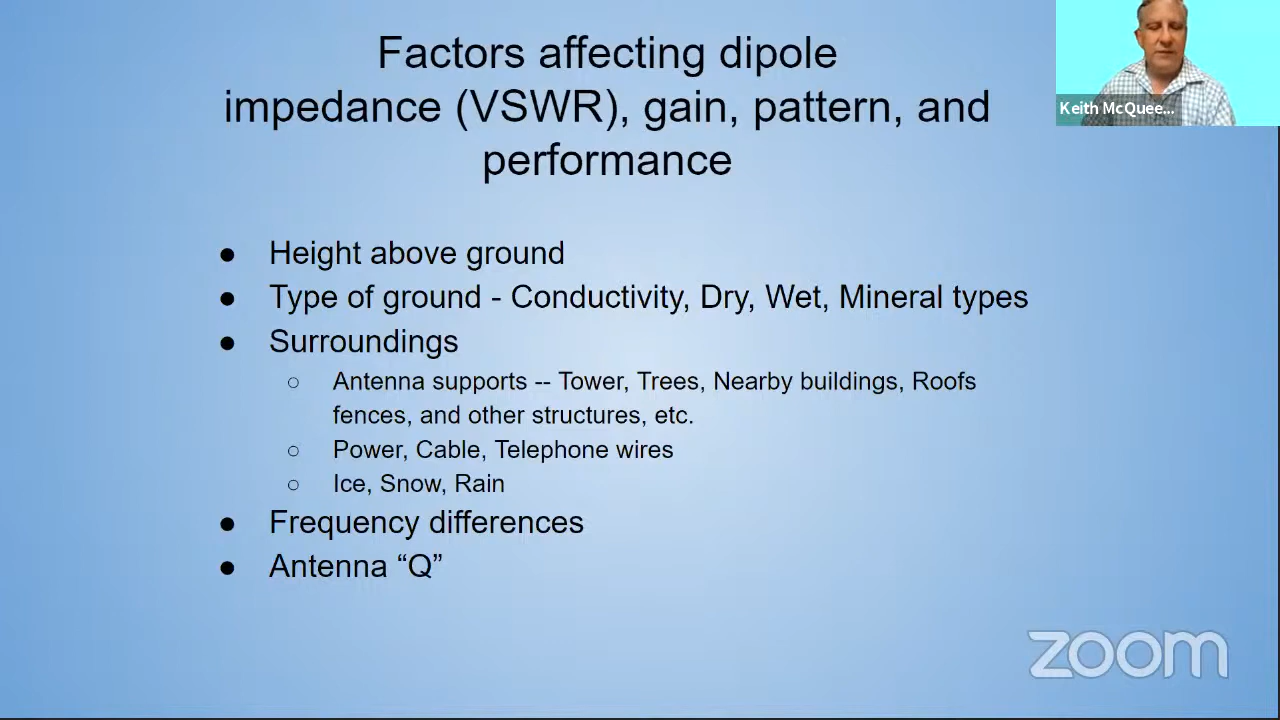 Factors affecting dipole
impedance (VSWR), gain, pattern, and
performance
Keith McQuee...
● Height above ground
● Type of ground - Conductivity, Dry, Wet, Mineral types
● Surroundings
○ Antenna supports -- Tower, Trees, Nearby buildings, Roofs
fences, and other structures, etc.
○ Power, Cable, Telephone wires
○ Ice, Snow, Rain
● Frequency differences
● Antenna “Q”
zoom